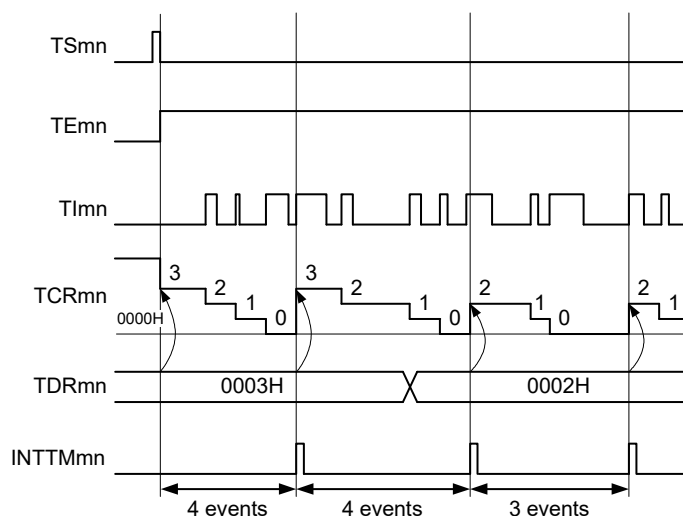 TSmn
TEmn
TImn
TCRmn
3 2 1 0 3 2 1 0 2 1 0 2 1
0000H
TDRmn 0003H 0002H
INTTMmn
4 events 4 events 3 events